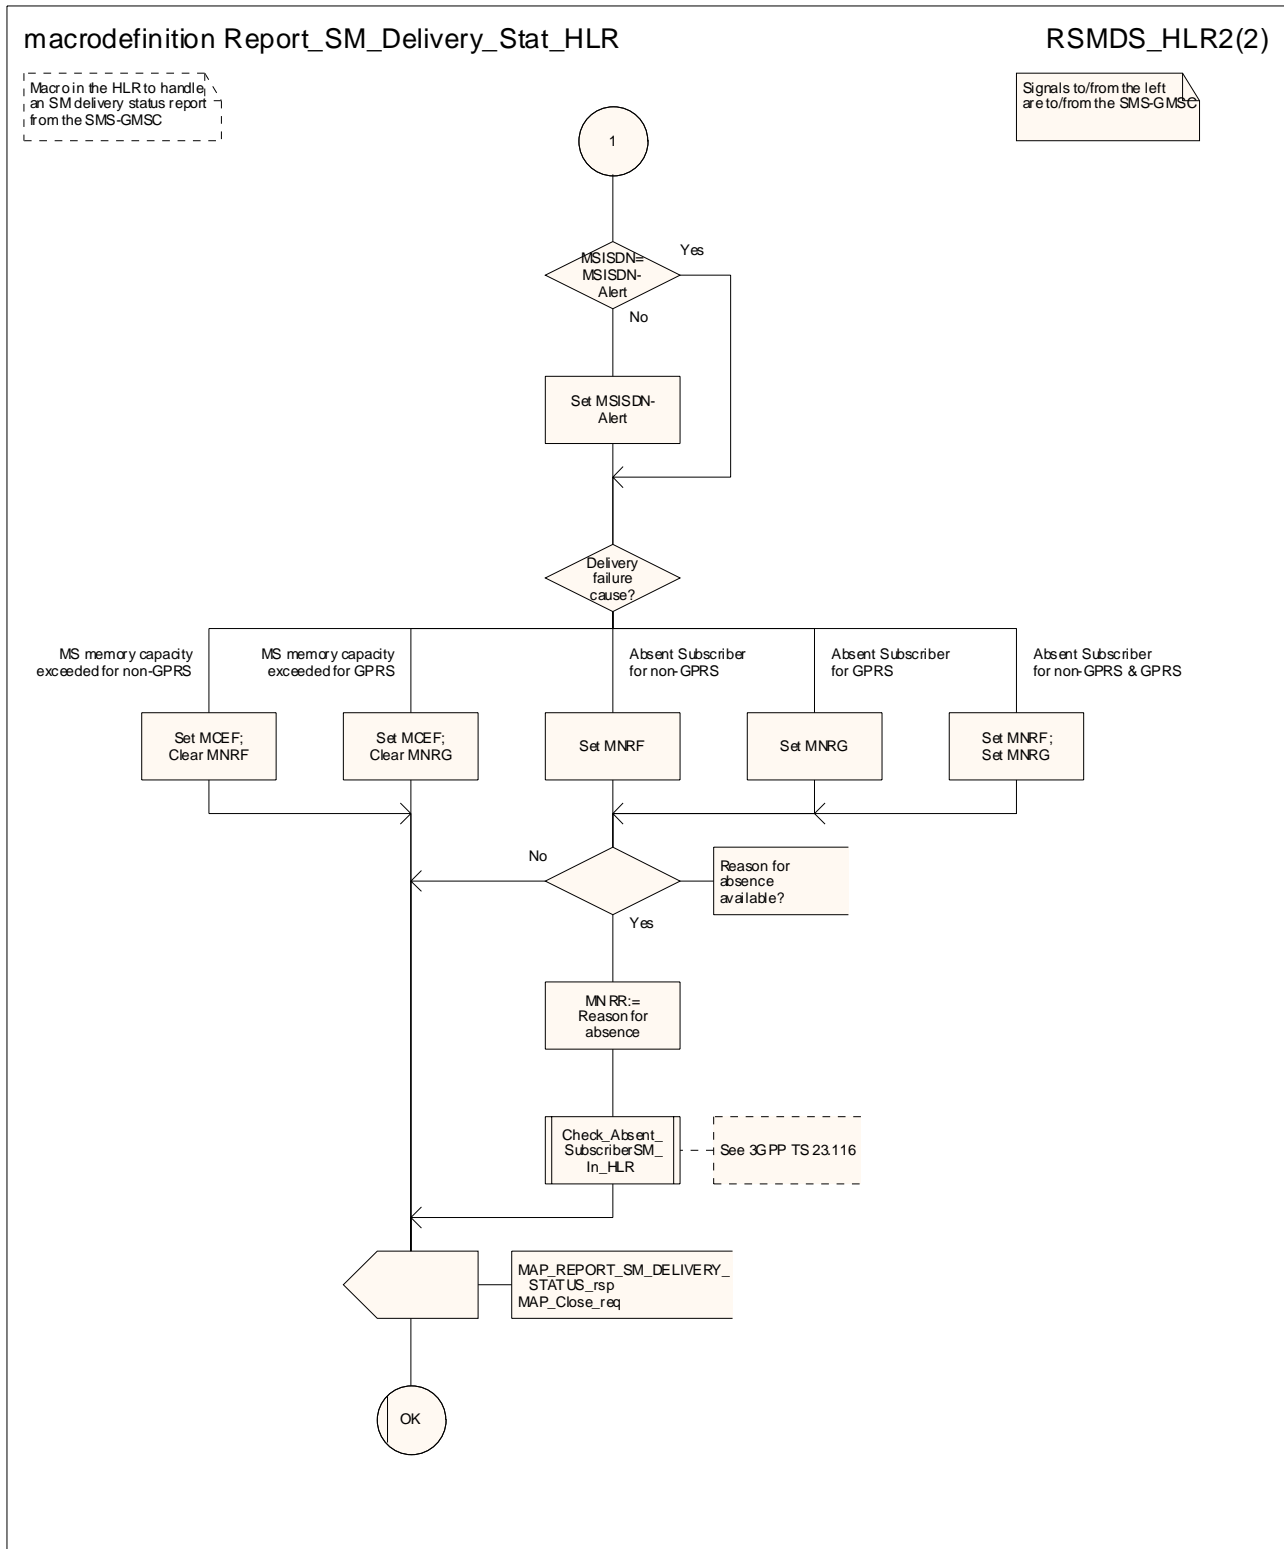 macrodefinition Report_SM_Delivery_Stat_HLR
RSMDS_HLR2(2)
Macro in the HLR to handle
an SM delivery status report
from the SMS-GMSC
Signals to/from the left
are to/from the SMS-GMSC
1
MSISDN=
MSISDN-
Alert
Yes
No
Set MSISDN-
Alert
Delivery
failure
cause?
MS memory capacity
exceeded for non-GPRS
MS memory capacity
exceeded for GPRS
Absent Subscriber
for non-GPRS
Absent Subscriber
for GPRS
Absent Subscriber
for non-GPRS & GPRS
Set MCEF;
Clear MNRF
Set MCEF;
Clear MNRG
Set MNRF
Set MNRG
Set MNRF;
Set MNRG
No
Reason for
absence
available?
Yes
MNRR:=
Reason for
absence
Check_Absent_
SubscriberSM_
In_HLR
See 3GPP TS 23.116
MAP_REPORT_SM_DELIVERY_
STATUS_rsp
MAP_Close_req
OK